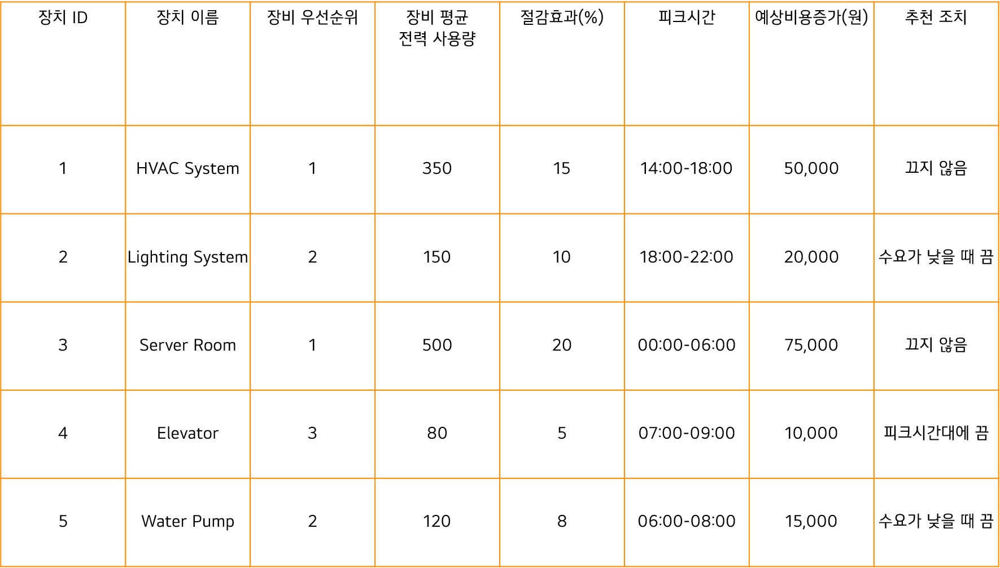 장치 ID 장치 이름 장비 우선순위 장비 평균 절감효과(%) 피크시간 예상비용증가(원) 추천 조치
전력 사용량
1 HVAC System 1 350 15 14:00-18:00 50,000 끄지 않음
2 Lighting System 2 150 10 18:00-22:00 20,000 수요가 낮을 때 끔
3 Server Room 1 500 20 00:00-06:00 75,000 끄지 않음
4 Elevator 3 80 5 07:00-09:00 10,000 피크시간대에 끔
5 Water Pump 2 120 8 06:00-08:00 15,000 수요가 낮을 때 끔